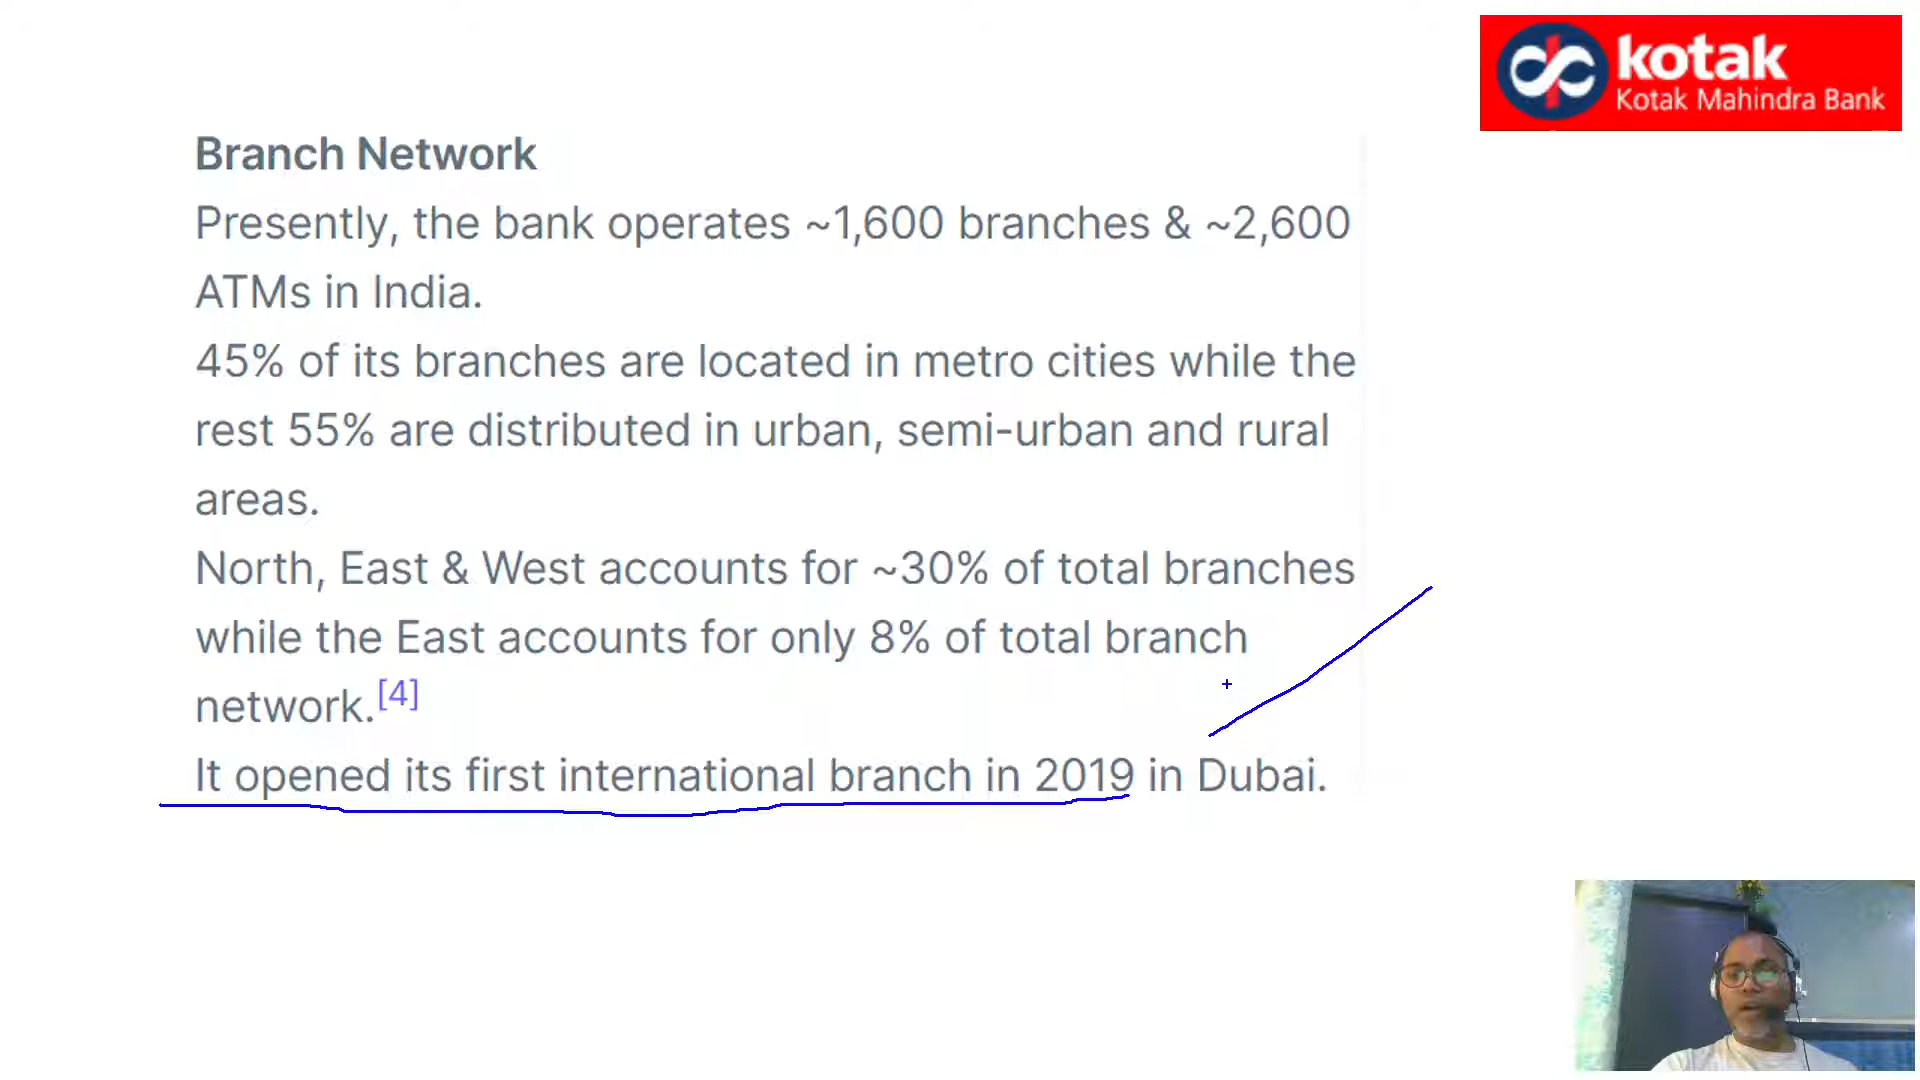 kotak
Kotak Mahindra Bank
Branch Network
Presently, the bank operates ~1,600 branches & ~2,600
ATMs in India.
45% of its branches are located in metro cities while the
rest 55% are distributed in urban, semi-urban and rural
areas.
North, East & West accounts for ~30% of total branches
while the East accounts for only 8% of total branch
network.[4]
It opened its first international branch in 2019 in Dubai.